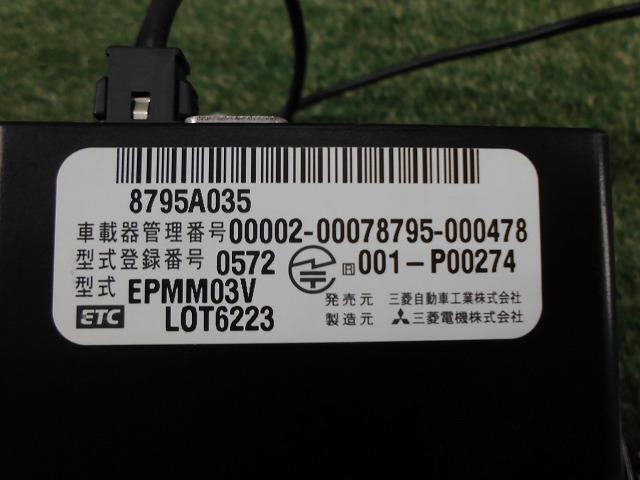 8795A035
車載器管理番号 00002-00078795-000478
型式登録番号 0572 001-P00274
型式 EPMM03V
発売元 三菱自動車工業株式会社
ETC LOT6223
製造元 三菱電機株式会社